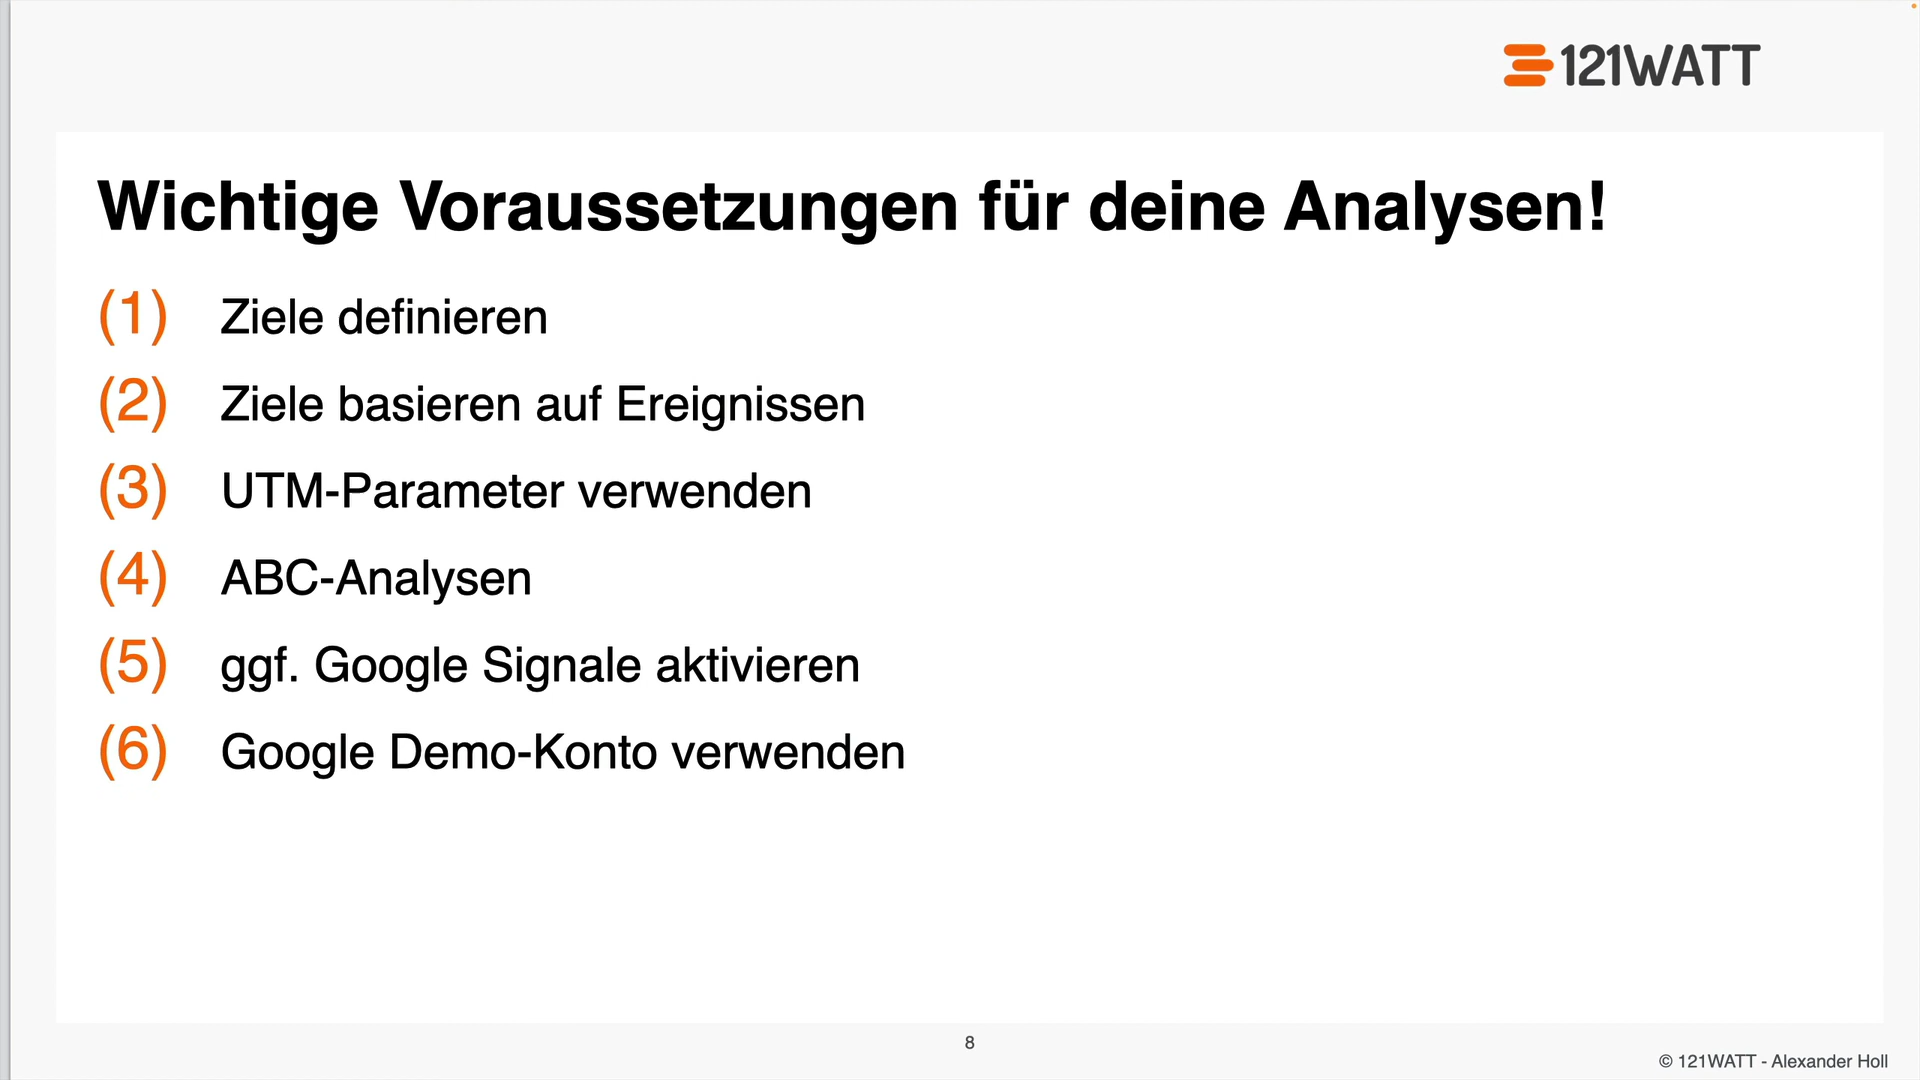 121WATT
Wichtige Voraussetzungen für deine Analysen!
(1) Ziele definieren
(2) Ziele basieren auf Ereignissen
(3) UTM-Parameter verwenden
(4) ABC-Analysen
(5) ggf. Google Signale aktivieren
(6) Google Demo-Konto verwenden
8
© 121WATT - Alexander Holl